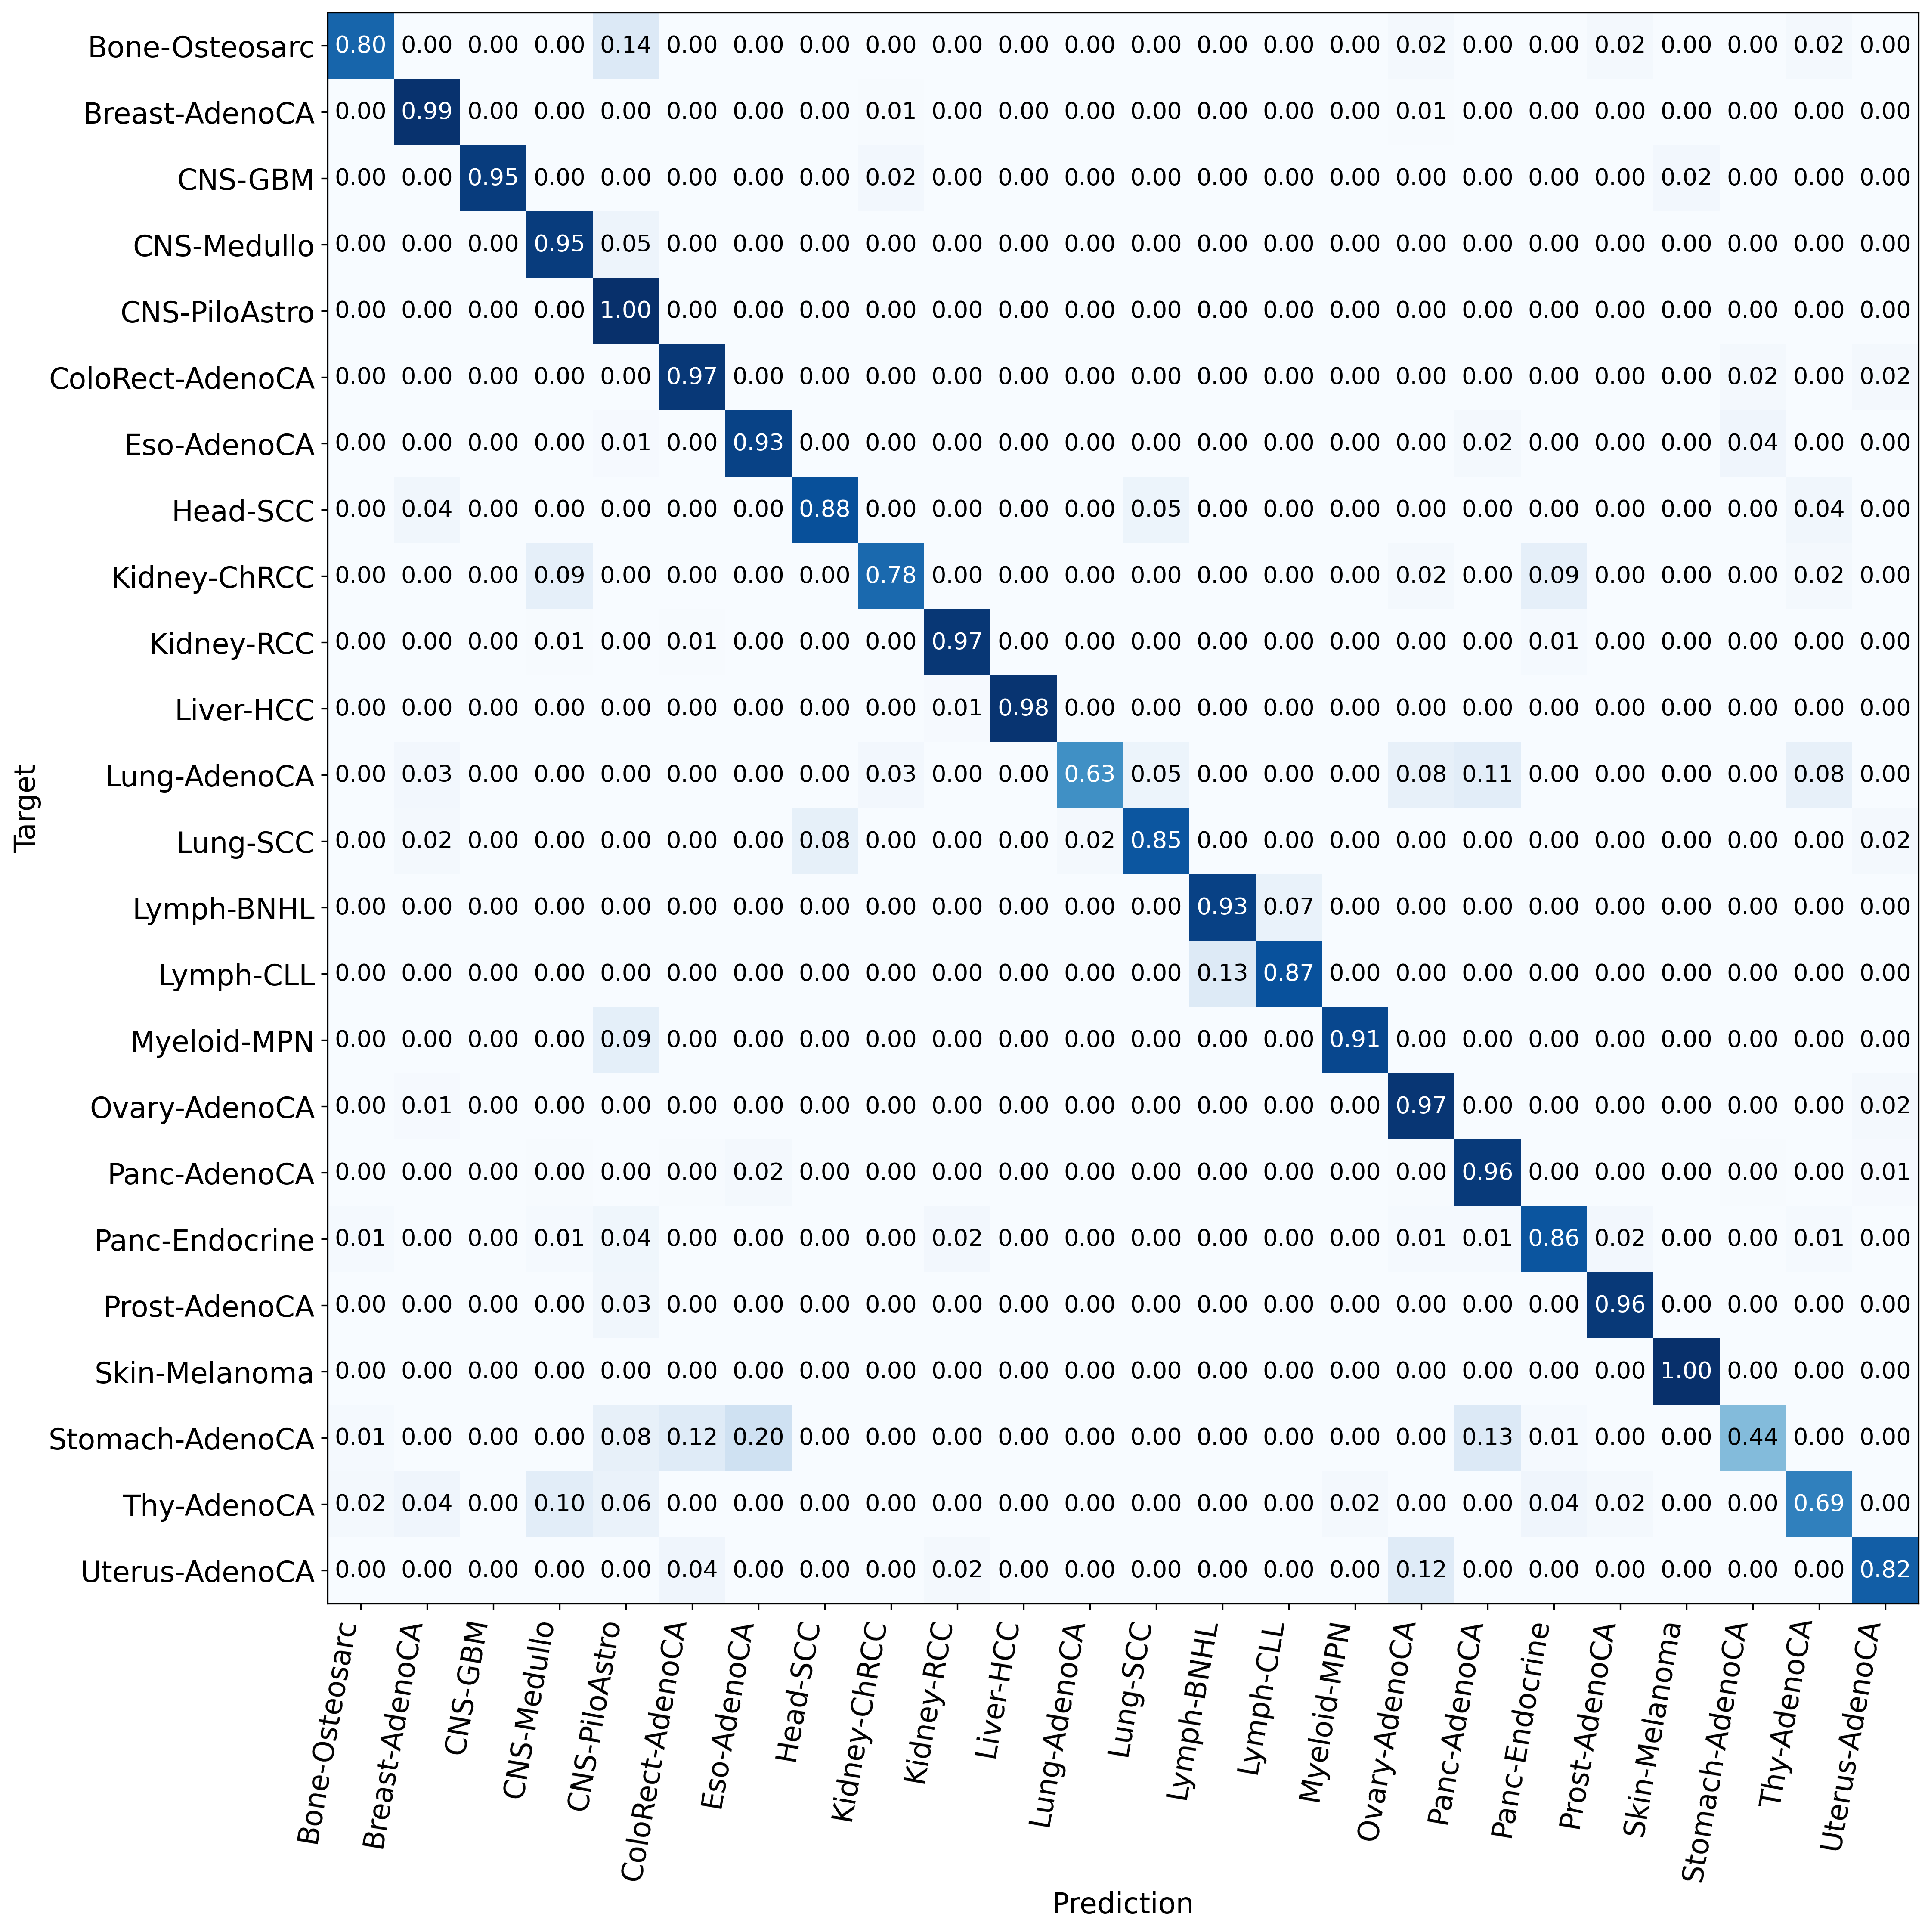 Bone-Osteosarc 0.80 0.00 0.00 0.00 0.14 0.00 0.00 0.00 0.00 0.00 0.00 0.00 0.00 0.00 0.00 0.00 0.02 0.00 0.00 0.02 0.00 0.00 0.02 0.00
Breast-AdenoCA 0.00 0.99 0.00 0.00 0.00 0.00 0.00 0.00 0.01 0.00 0.00 0.00 0.00 0.00 0.00 0.00 0.01 0.00 0.00 0.00 0.00 0.00 0.00 0.00
CNS-GBM 0.00 0.00 0.95 0.00 0.00 0.00 0.00 0.00 0.02 0.00 0.00 0.00 0.00 0.00 0.00 0.00 0.00 0.00 0.00 0.00 0.02 0.00 0.00 0.00
CNS-Medullo 0.00 0.00 0.00 0.95 0.05 0.00 0.00 0.00 0.00 0.00 0.00 0.00 0.00 0.00 0.00 0.00 0.00 0.00 0.00 0.00 0.00 0.00 0.00 0.00
CNS-PiloAstro 0.00 0.00 0.00 0.00 1.00 0.00 0.00 0.00 0.00 0.00 0.00 0.00 0.00 0.00 0.00 0.00 0.00 0.00 0.00 0.00 0.00 0.00 0.00 0.00
ColoRect-AdenoCA 0.00 0.00 0.00 0.00 0.00 0.97 0.00 0.00 0.00 0.00 0.00 0.00 0.00 0.00 0.00 0.00 0.00 0.00 0.00 0.00 0.00 0.02 0.00 0.02
Eso-AdenoCA 0.00 0.00 0.00 0.00 0.01 0.00 0.93 0.00 0.00 0.00 0.00 0.00 0.00 0.00 0.00 0.00 0.00 0.02 0.00 0.00 0.00 0.04 0.00 0.00
Head-SCC 0.00 0.04 0.00 0.00 0.00 0.00 0.00 0.88 0.00 0.00 0.00 0.00 0.05 0.00 0.00 0.00 0.00 0.00 0.00 0.00 0.00 0.00 0.04 0.00
Kidney-ChRCC 0.00 0.00 0.00 0.09 0.00 0.00 0.00 0.00 0.78 0.00 0.00 0.00 0.00 0.00 0.00 0.00 0.02 0.00 0.09 0.00 0.00 0.00 0.02 0.00
Kidney-RCC 0.00 0.00 0.00 0.01 0.00 0.01 0.00 0.00 0.00 0.97 0.00 0.00 0.00 0.00 0.00 0.00 0.00 0.00 0.01 0.00 0.00 0.00 0.00 0.00
Liver-HCC 0.00 0.00 0.00 0.00 0.00 0.00 0.00 0.00 0.00 0.01 0.98 0.00 0.00 0.00 0.00 0.00 0.00 0.00 0.00 0.00 0.00 0.00 0.00 0.00
Lung-AdenoCA 0.00 0.03 0.00 0.00 0.00 0.00 0.00 0.00 0.03 0.00 0.00 0.63 0.05 0.00 0.00 0.00 0.08 0.11 0.00 0.00 0.00 0.00 0.08 0.00
Lung-SCC 0.00 0.02 0.00 0.00 0.00 0.00 0.00 0.08 0.00 0.00 0.00 0.02 0.85 0.00 0.00 0.00 0.00 0.00 0.00 0.00 0.00 0.00 0.00 0.02
Lymph-BNHL 0.00 0.00 0.00 0.00 0.00 0.00 0.00 0.00 0.00 0.00 0.00 0.00 0.00 0.93 0.07 0.00 0.00 0.00 0.00 0.00 0.00 0.00 0.00 0.00
Lymph-CLL 0.00 0.00 0.00 0.00 0.00 0.00 0.00 0.00 0.00 0.00 0.00 0.00 0.00 0.13 0.87 0.00 0.00 0.00 0.00 0.00 0.00 0.00 0.00 0.00
Myeloid-MPN 0.00 0.00 0.00 0.00 0.09 0.00 0.00 0.00 0.00 0.00 0.00 0.00 0.00 0.00 0.00 0.91 0.00 0.00 0.00 0.00 0.00 0.00 0.00 0.00
Ovary-AdenoCA 0.00 0.01 0.00 0.00 0.00 0.00 0.00 0.00 0.00 0.00 0.00 0.00 0.00 0.00 0.00 0.00 0.97 0.00 0.00 0.00 0.00 0.00 0.00 0.02
Panc-AdenoCA 0.00 0.00 0.00 0.00 0.00 0.00 0.02 0.00 0.00 0.00 0.00 0.00 0.00 0.00 0.00 0.00 0.00 0.96 0.00 0.00 0.00 0.00 0.00 0.01
Panc-Endocrine 0.01 0.00 0.00 0.01 0.04 0.00 0.00 0.00 0.00 0.02 0.00 0.00 0.00 0.00 0.00 0.00 0.01 0.01 0.86 0.02 0.00 0.00 0.01 0.00
Prost-AdenoCA 0.00 0.00 0.00 0.00 0.03 0.00 0.00 0.00 0.00 0.00 0.00 0.00 0.00 0.00 0.00 0.00 0.00 0.00 0.00 0.96 0.00 0.00 0.00 0.00
Skin-Melanoma 0.00 0.00 0.00 0.00 0.00 0.00 0.00 0.00 0.00 0.00 0.00 0.00 0.00 0.00 0.00 0.00 0.00 0.00 0.00 0.00 1.00 0.00 0.00 0.00
Stomach-AdenoCA 0.01 0.00 0.00 0.00 0.08 0.12 0.20 0.00 0.00 0.00 0.00 0.00 0.00 0.00 0.00 0.00 0.00 0.13 0.01 0.00 0.00 0.44 0.00 0.00
Thy-AdenoCA 0.02 0.04 0.00 0.10 0.06 0.00 0.00 0.00 0.00 0.00 0.00 0.00 0.00 0.00 0.00 0.02 0.00 0.00 0.04 0.02 0.00 0.00 0.69 0.00
Uterus-AdenoCA 0.00 0.00 0.00 0.00 0.00 0.04 0.00 0.00 0.00 0.02 0.00 0.00 0.00 0.00 0.00 0.00 0.12 0.00 0.00 0.00 0.00 0.00 0.00 0.82
Target
Bone-Osteosarc
Breast-AdenoCA
CNS-GBM
CNS-Medullo
CNS-PiloAstro
ColoRect-AdenoCA
Eso-AdenoCA
Head-SCC
Kidney-ChRCC
Kidney-RCC
Liver-HCC
Lung-AdenoCA
Lung-SCC
Lymph-BNHL
Lymph-CLL
Myeloid-MPN
Ovary-AdenoCA
Panc-AdenoCA
Panc-Endocrine
Prost-AdenoCA
Skin-Melanoma
Stomach-AdenoCA
Thy-AdenoCA
Uterus-AdenoCA
Prediction